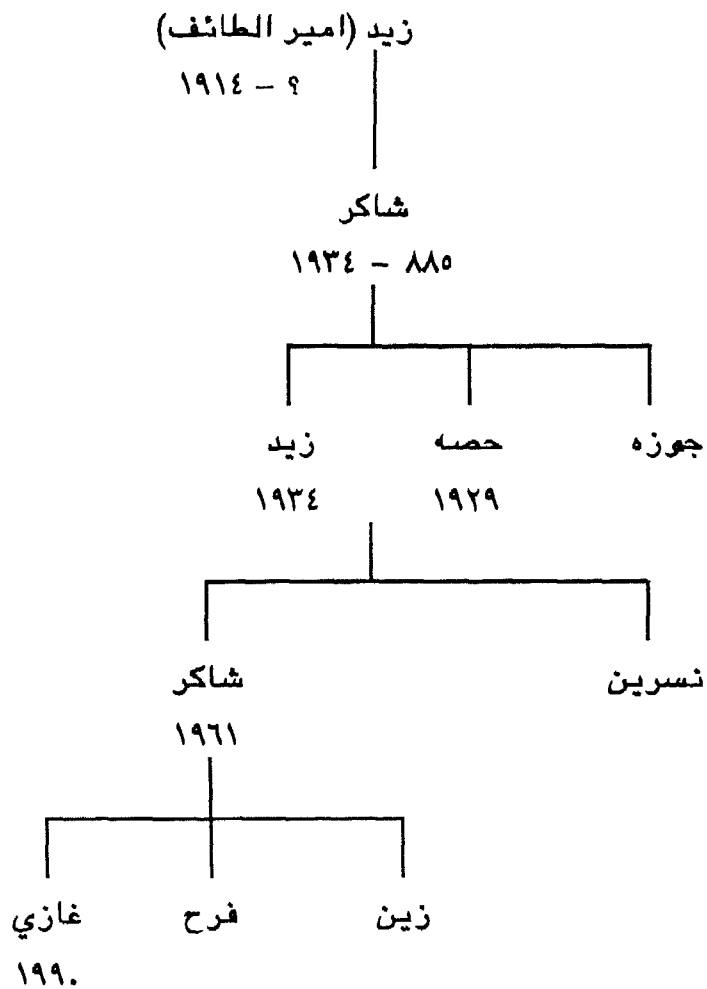 زيد (امير الطائف)
؟ – ١٩١٤
شاكر
٨٨٥ – ١٩٣٤
جوزه حصه زيد
١٩٢٩ ١٩٣٤
نسرين شاكر
١٩٦١
زين فرح غازي
١٩٩٠